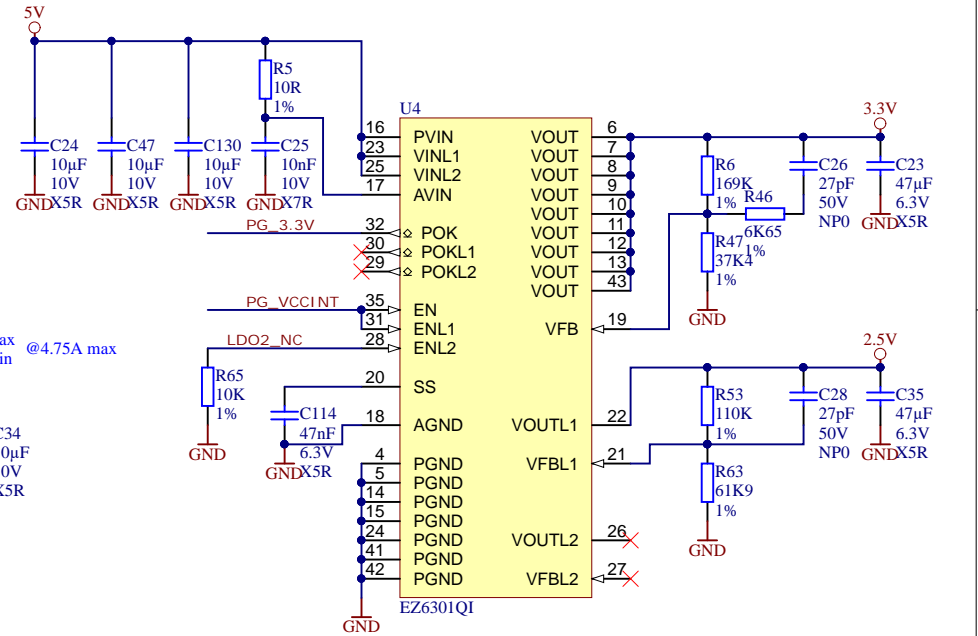 5V
R5
10R
1%
C24
10µF
10V
X5R
GND
C47
10µF
10V
X5R
GND
C130
10µF
10V
X5R
GND
C25
10nF
10V
X7R
GND
U4
16 PVIN
23 VINL1
25 VINL2
17 AVIN
PG_3.3V
32 POK
30 POKL1
29 POKL2
PG_VCCINT
35 EN
31 ENL1
LDO2_NC
28 ENL2
R65
10K
1%
GND
20 SS
C114
47nF
6.3V
X5R
GND
18 AGND
4 PGND
5 PGND
14 PGND
15 PGND
24 PGND
41 PGND
42 PGND
GND
EZ6301QI
VOUT 6
VOUT 7
VOUT 8
VOUT 9
VOUT 10
VOUT 11
VOUT 12
VOUT 13
VOUT 43
VFB 19
VOUTL1 22
VFBL1 21
VOUTL2 26
VFBL2 27
3.3V
R6
169K
1%
R46
6K65
1%
R47
37K4
1%
GND
C26
27pF
50V
NP0
C23
47µF
6.3V
X5R
GND
2.5V
R53
110K
1%
R63
61K9
1%
GND
C28
27pF
50V
NP0
C35
47µF
6.3V
X5R
GND
@4.75A max